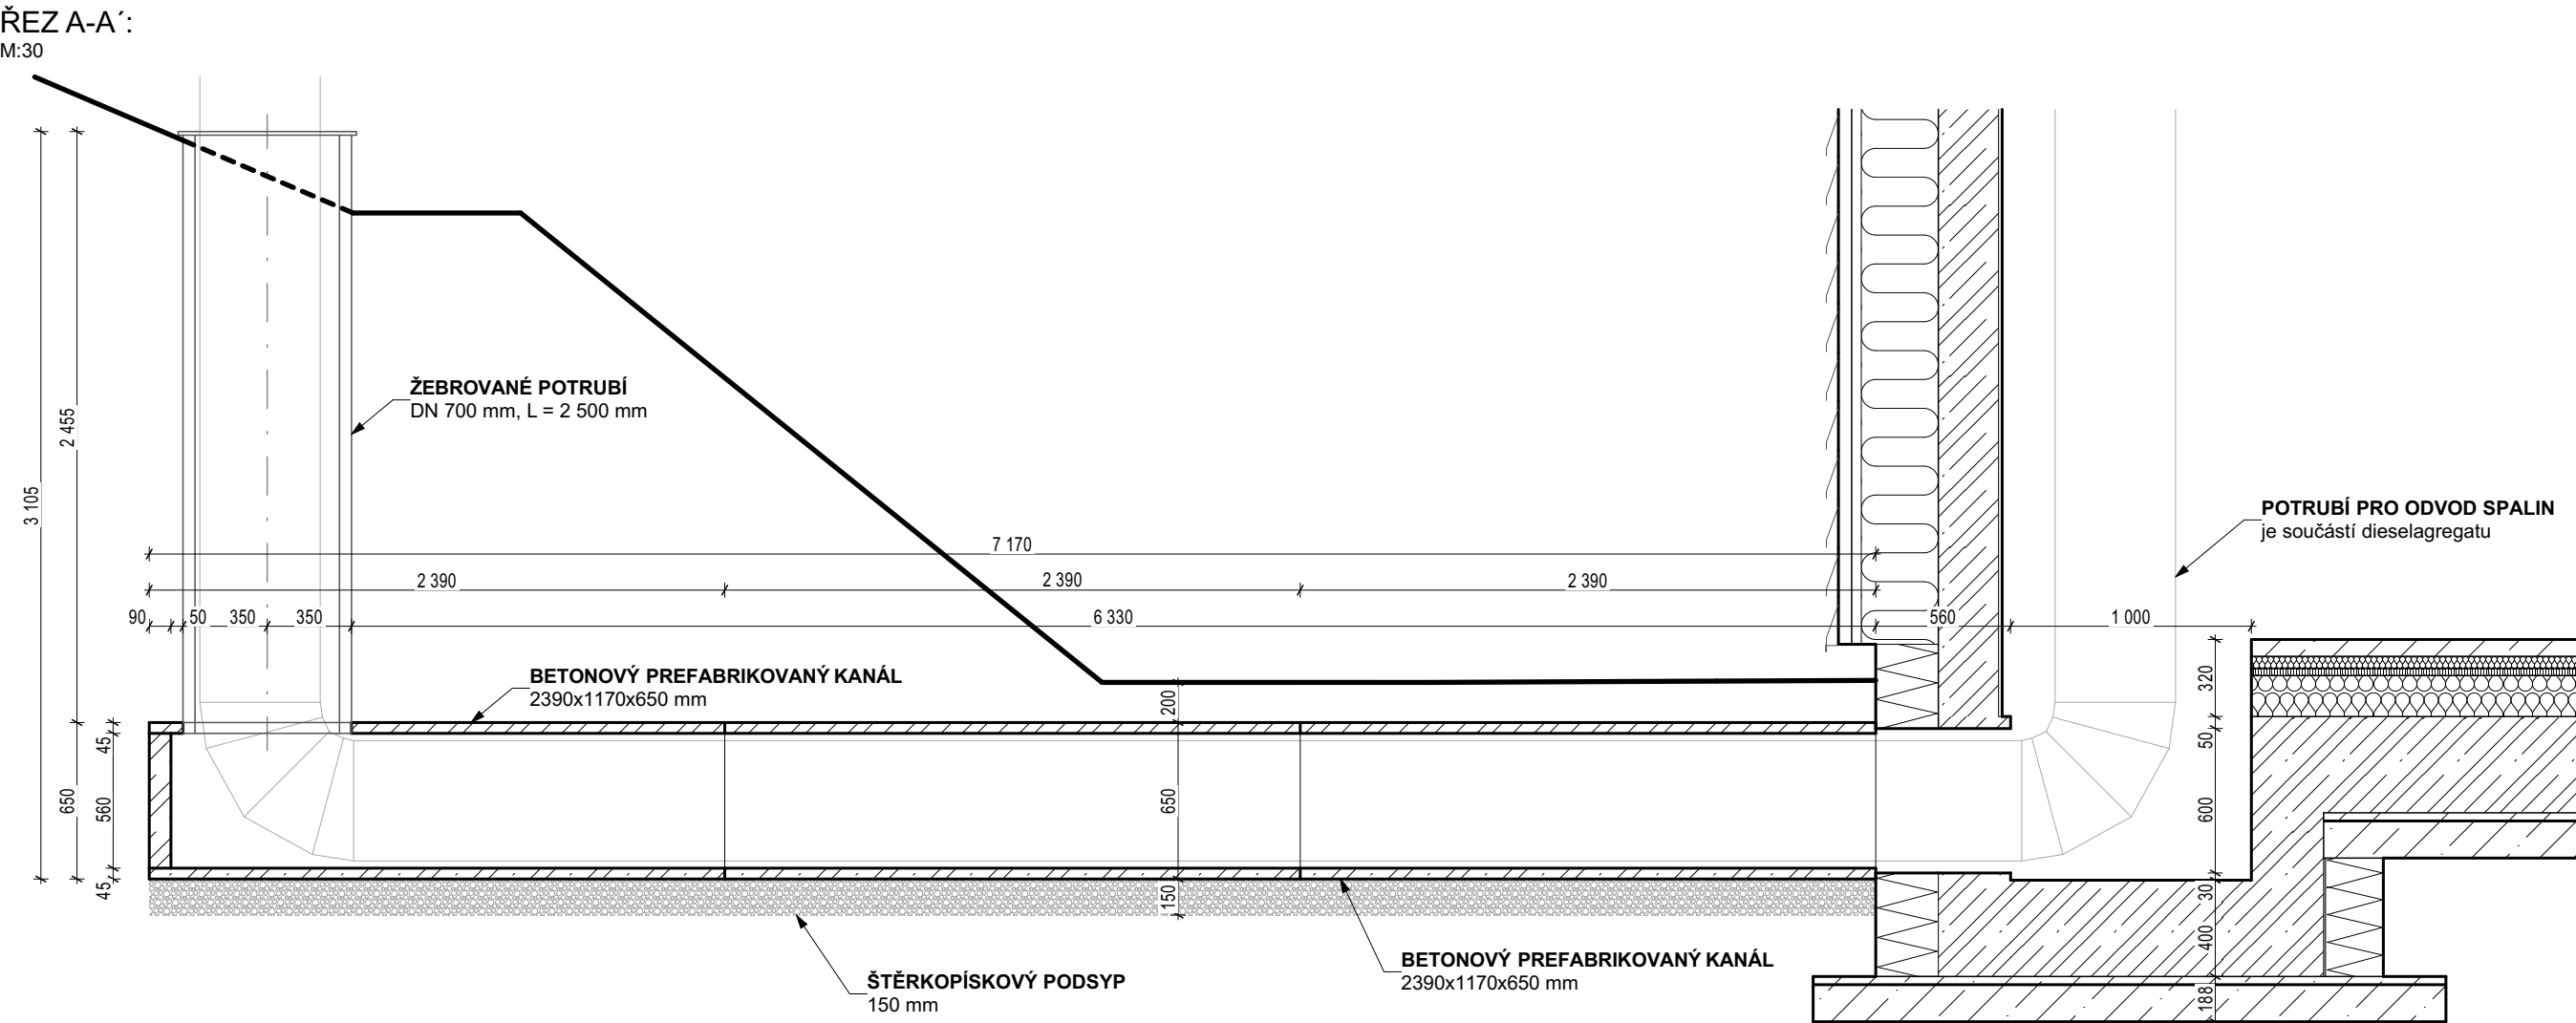 ŘEZ A-A´:
M:30
ŽEBROVANÉ POTRUBÍ
DN 700 mm, L = 2 500 mm
2 455
3 105
POTRUBÍ PRO ODVOD SPALIN
je součástí dieselagregatu
7 170
2 390
2 390
2 390
90
50
350
350
6 330
560
1 000
BETONOVÝ PREFABRIKOVANÝ KANÁL
2390x1170x650 mm
200
320
45
50
650
560
650
600
45
150
30
400
188
BETONOVÝ PREFABRIKOVANÝ KANÁL
2390x1170x650 mm
ŠTĚRKOPÍSKOVÝ PODSYP
150 mm